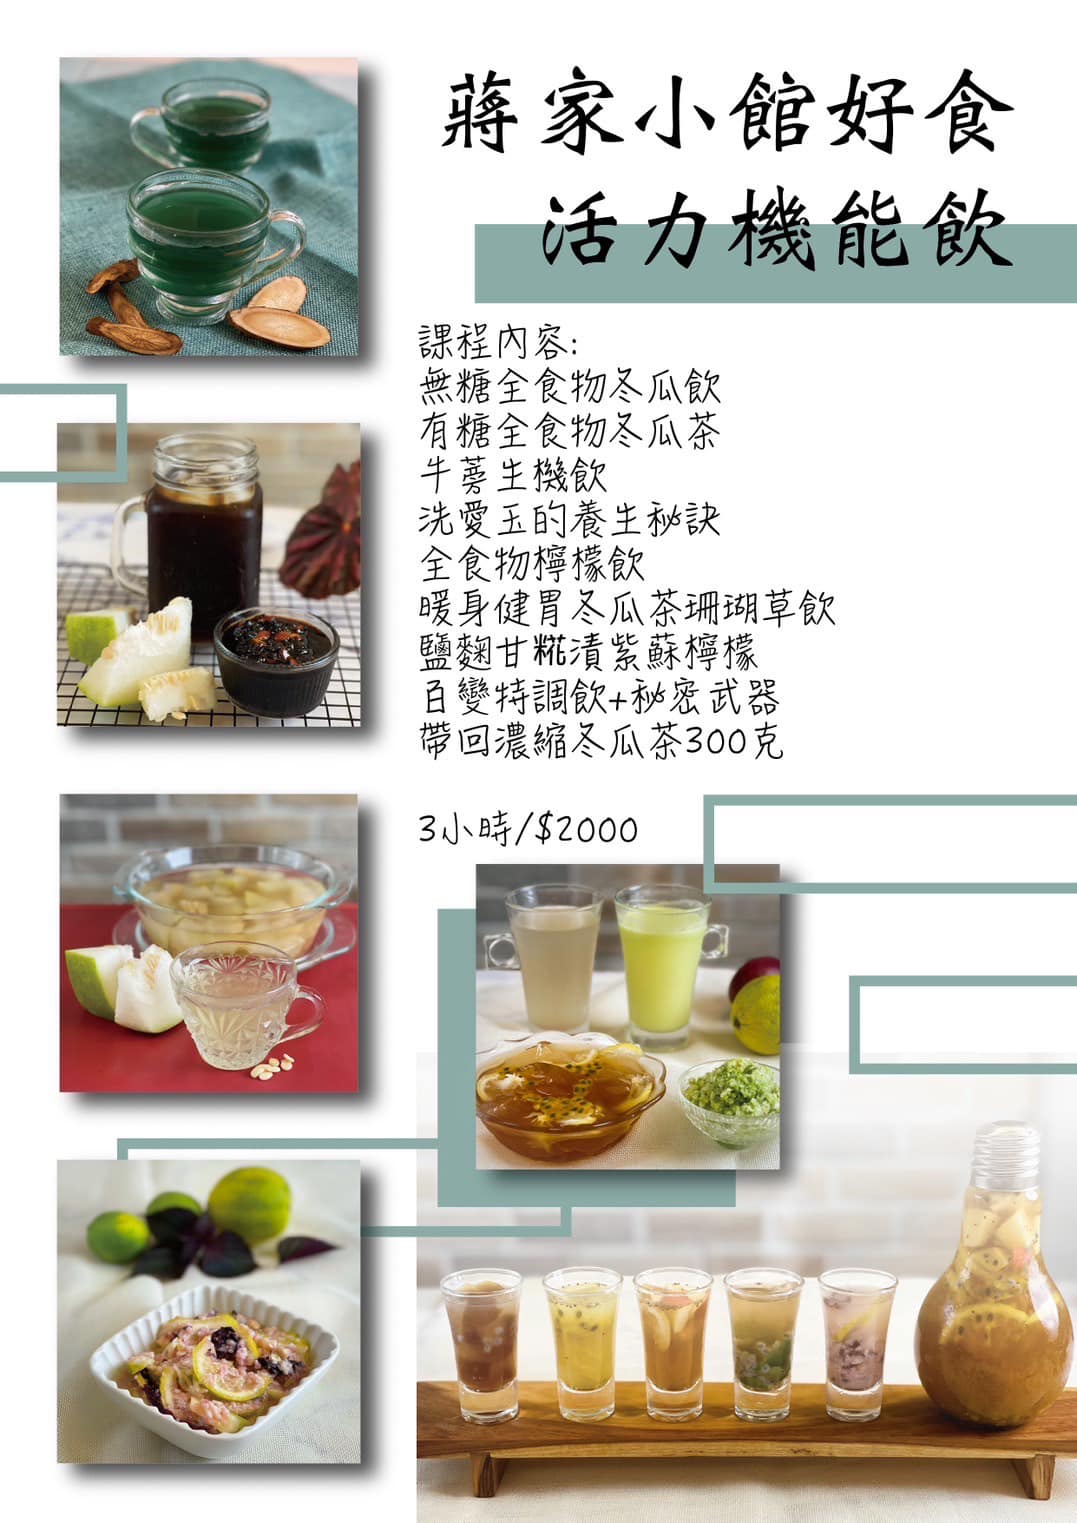 蔣家小館好食
活力機能飲
課程內容:
無糖全食物冬瓜飲
有糖全食物冬瓜茶
牛蒡生機飲
洗愛玉的養生秘訣
全食物檸檬飲
暖身健胃冬瓜茶珊瑚草飲
鹽麴甘糀漬紫蘇檸檬
百變特調飲+秘密武器
帶回濃縮冬瓜茶300克
3小時/$2000